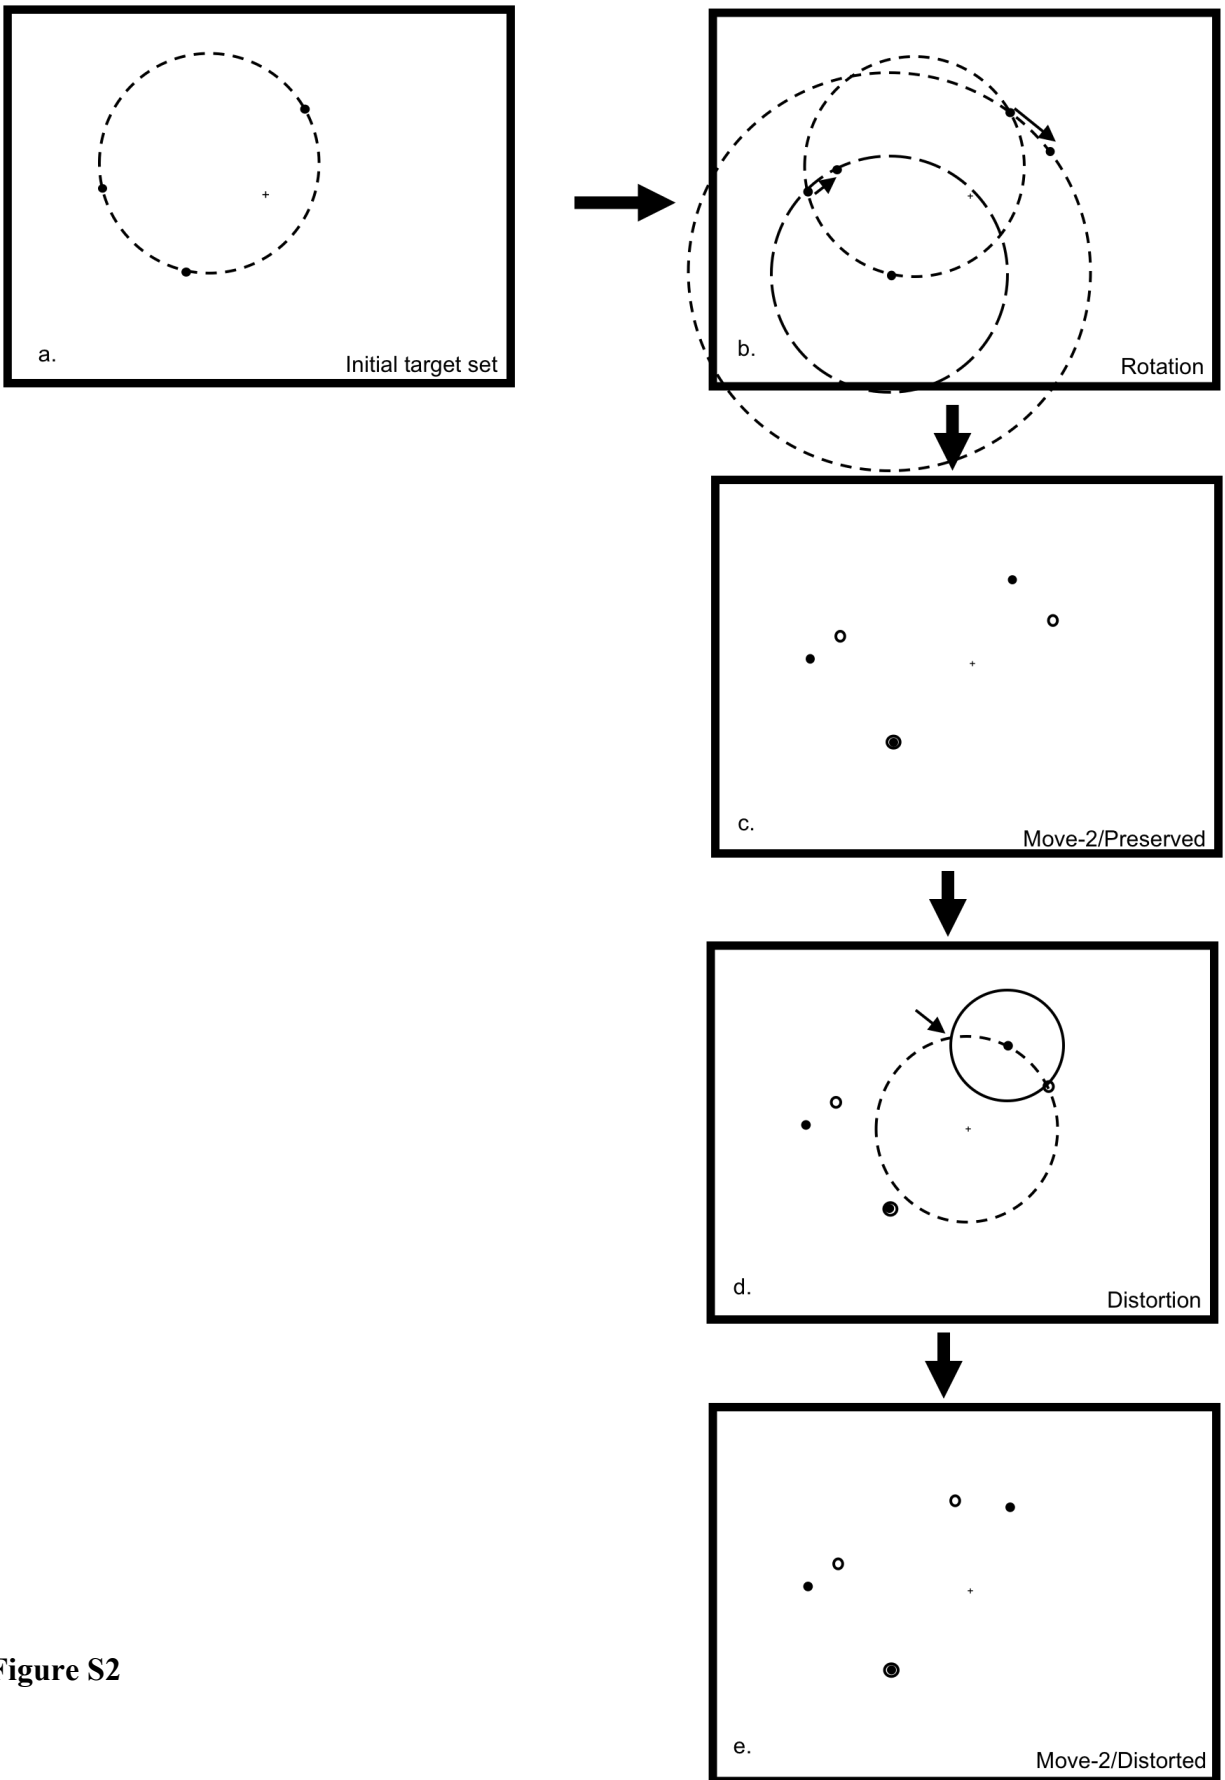 a.
Initial target set
b.
Rotation
c.
Move-2/Preserved
d.
Distortion
Figure S2
e.
Move-2/Distorted